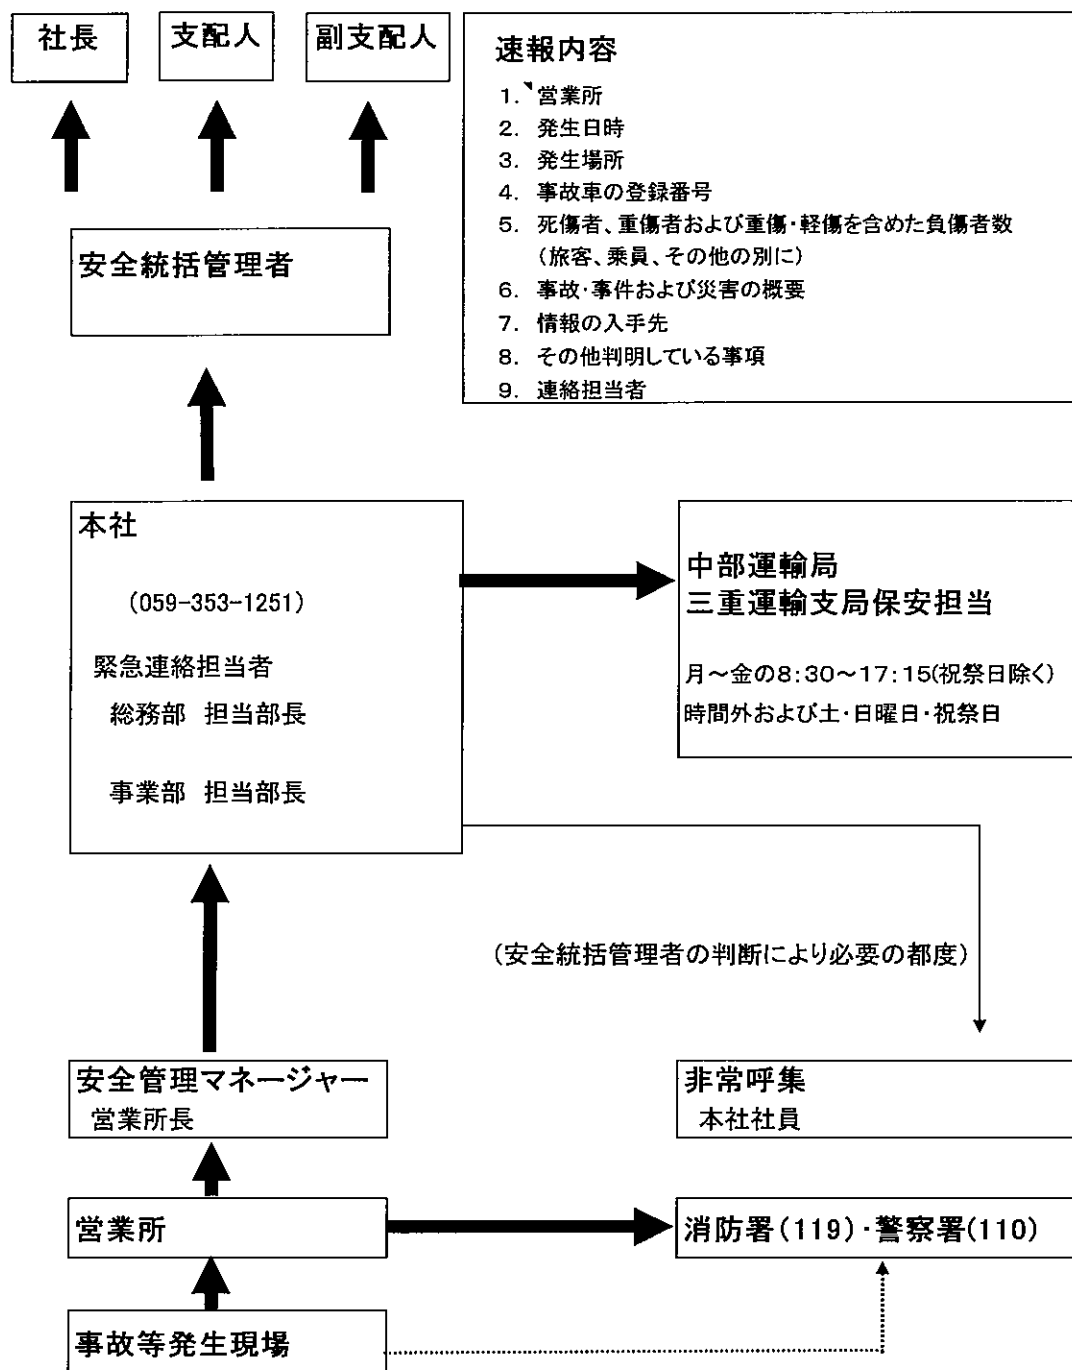 社長
支配人
副支配人
速報内容
1. 営業所
2. 発生日時
3. 発生場所
4. 事故車の登録番号
5. 死傷者、重傷者および重傷・軽傷を含めた負傷者数
(旅客、乗員、その他の別に)
6. 事故・事件および災害の概要
7. 情報の入手先
8. その他判明している事項
9. 連絡担当者
安全統括管理者
本社
(059-353-1251)
緊急連絡担当者
総務部 担当部長
事業部 担当部長
中部運輸局
三重運輸支局保安担当
月～金の8:30～17:15(祝祭日除く)
時間外および土・日曜日・祝祭日
(安全統括管理者の判断により必要の都度)
安全管理マネージャー
営業所長
非常呼集
本社社員
営業所
消防署(119)・警察署(110)
事故等発生現場